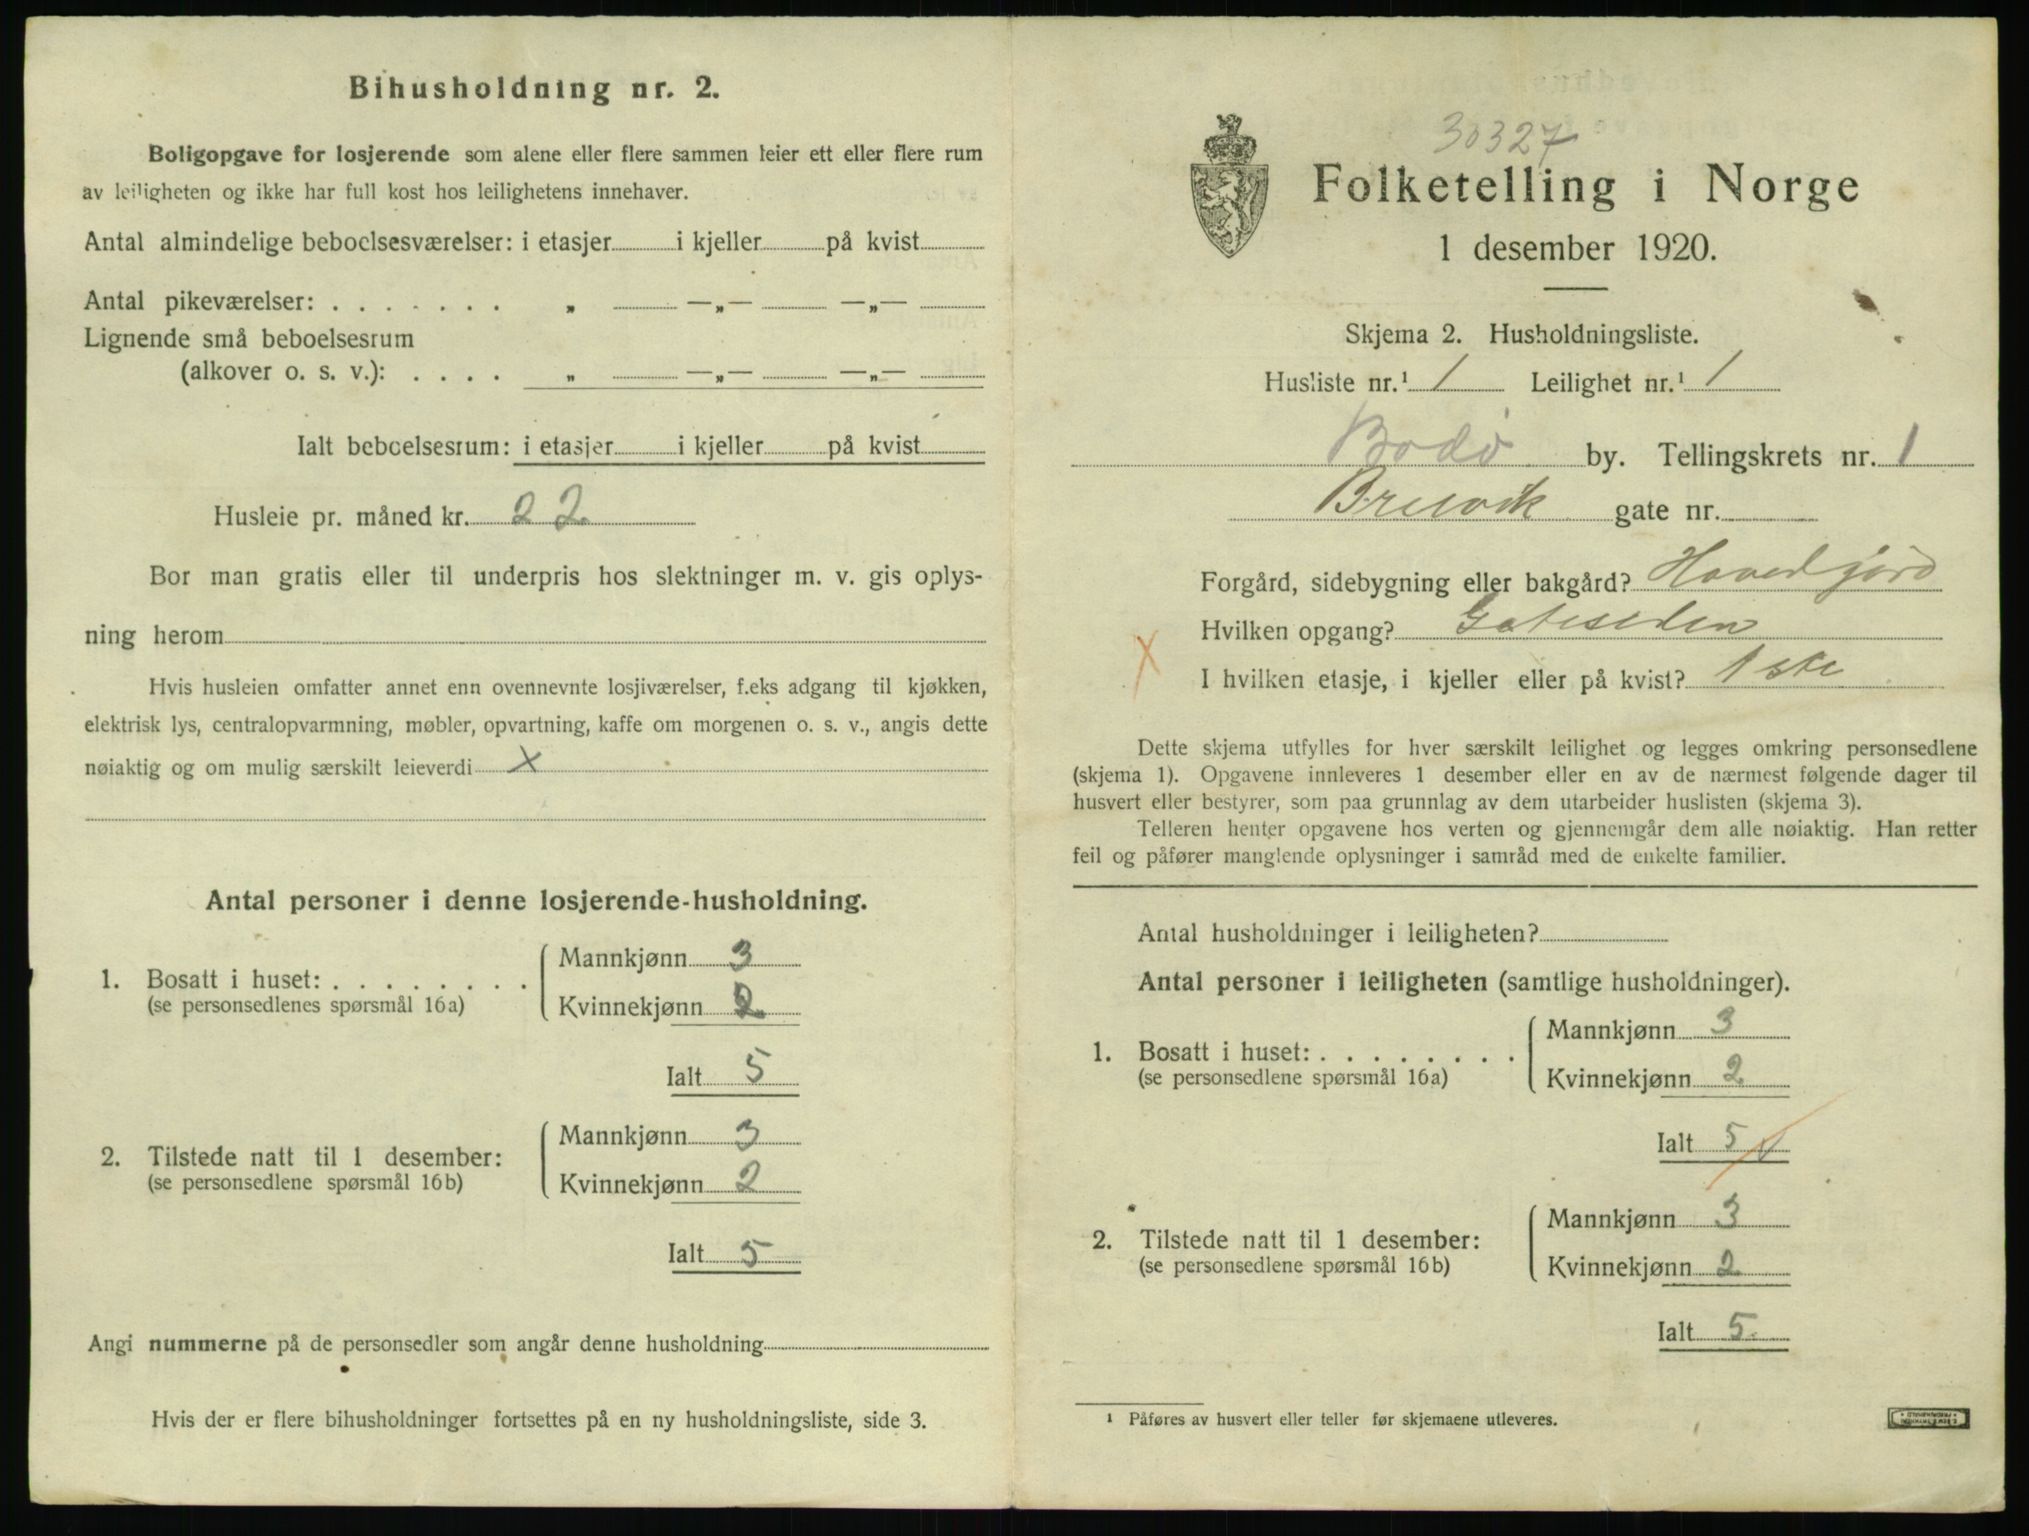 Bihusholdning nr. 2.
Boligopgave for losjerende som alene eller flere sammen leier ett eller flere rum
av leiligheten og ikke har full kost hos leilighetens innehaver.
Antal almindelige beboelsesværelser: i etasjer i kjeller på kvist
Antal pikeværelser: . . . . . . . „ —„— —„—
Lignende små beboelsesrum
(alkover o. s. v.): . . . . „ —„— —„—
Ialt beboelsesrum: i etasjer i kjeller på kvist
Husleie pr. måned kr. 22.
Bor man gratis eller til underpris hos slektninger m. v. gis oplys-
ning herom
Hvis husleien omfatter annet enn ovennevnte losjiværelser, f.eks adgang til kjøkken,
elektrisk lys, centralopvarmning, møbler, opvartning, kaffe om morgenen o. s. v., angis dette
nøiaktig og om mulig særskilt leieverdi X
Antal personer i denne losjerende-husholdning.
Mannkjønn 3
1. Bosatt i huset: . . . . . . . .
(se personsedlenes spørsmål 16a)
Kvinnekjønn 2
Ialt 5
Mannkjønn 3
2. Tilstede natt til 1 desember:
(se personsedlene spørsmål 16b)
Kvinnekjønn 2
Ialt 5
Angi nummerne på de personsedler som angår denne husholdning
Hvis der er flere bihusholdninger fortsettes på en ny husholdningsliste, side 3.
30327
Folketelling i Norge
1 desember 1920.
Skjema 2. Husholdningsliste.
Husliste nr.¹ 1 Leilighet nr.¹ 1
Bodø by. Tellingskrets nr. 1
Breivik gate nr.
Forgård, sidebygning eller bakgård? Hovedgård
Hvilken opgang? Gatesiden
X
I hvilken etasje, i kjeller eller på kvist? 1ste
Dette skjema utfylles for hver særskilt leilighet og legges omkring personsedlene
(skjema 1). Opgavene innleveres 1 desember eller en av de nærmest følgende dager til
husvert eller bestyrer, som paa grunnlag av dem utarbeider huslisten (skjema 3).
Telleren henter opgavene hos verten og gjennemgår dem alle nøiaktig. Han retter
feil og påfører manglende oplysninger i samråd med de enkelte familier.
Antal husholdninger i leiligheten?
Antal personer i leiligheten (samtlige husholdninger).
Mannkjønn 3
1. Bosatt i huset: . . . . . . . .
(se personsedlene spørsmål 16a)
Kvinnekjønn 2
Ialt 5
Mannkjønn 3
2. Tilstede natt til 1 desember:
(se personsedlene spørsmål 16b)
Kvinnekjønn 2
Ialt 5.
¹ Påføres av husvert eller teller før skjemaene utleveres.